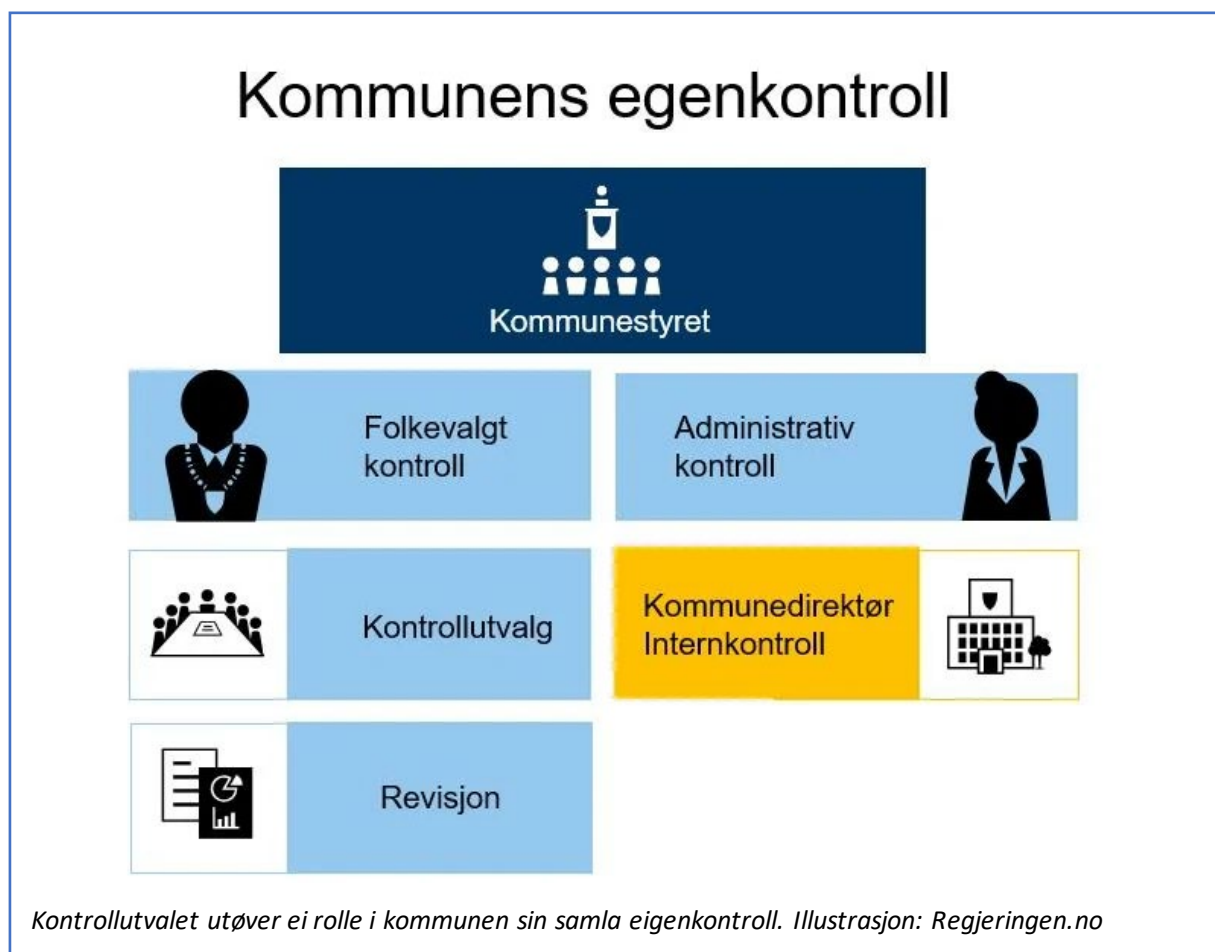 Kommunens egenkontroll
Kommunestyret
Folkevalgt
kontroll
Administrativ
kontroll
Kontrollutvalg
Kommunedirektør
Internkontroll
Revisjon
Kontrollutvalet utøver ei rolle i kommunen sin samla eigenkontroll. Illustrasjon: Regjeringen.no